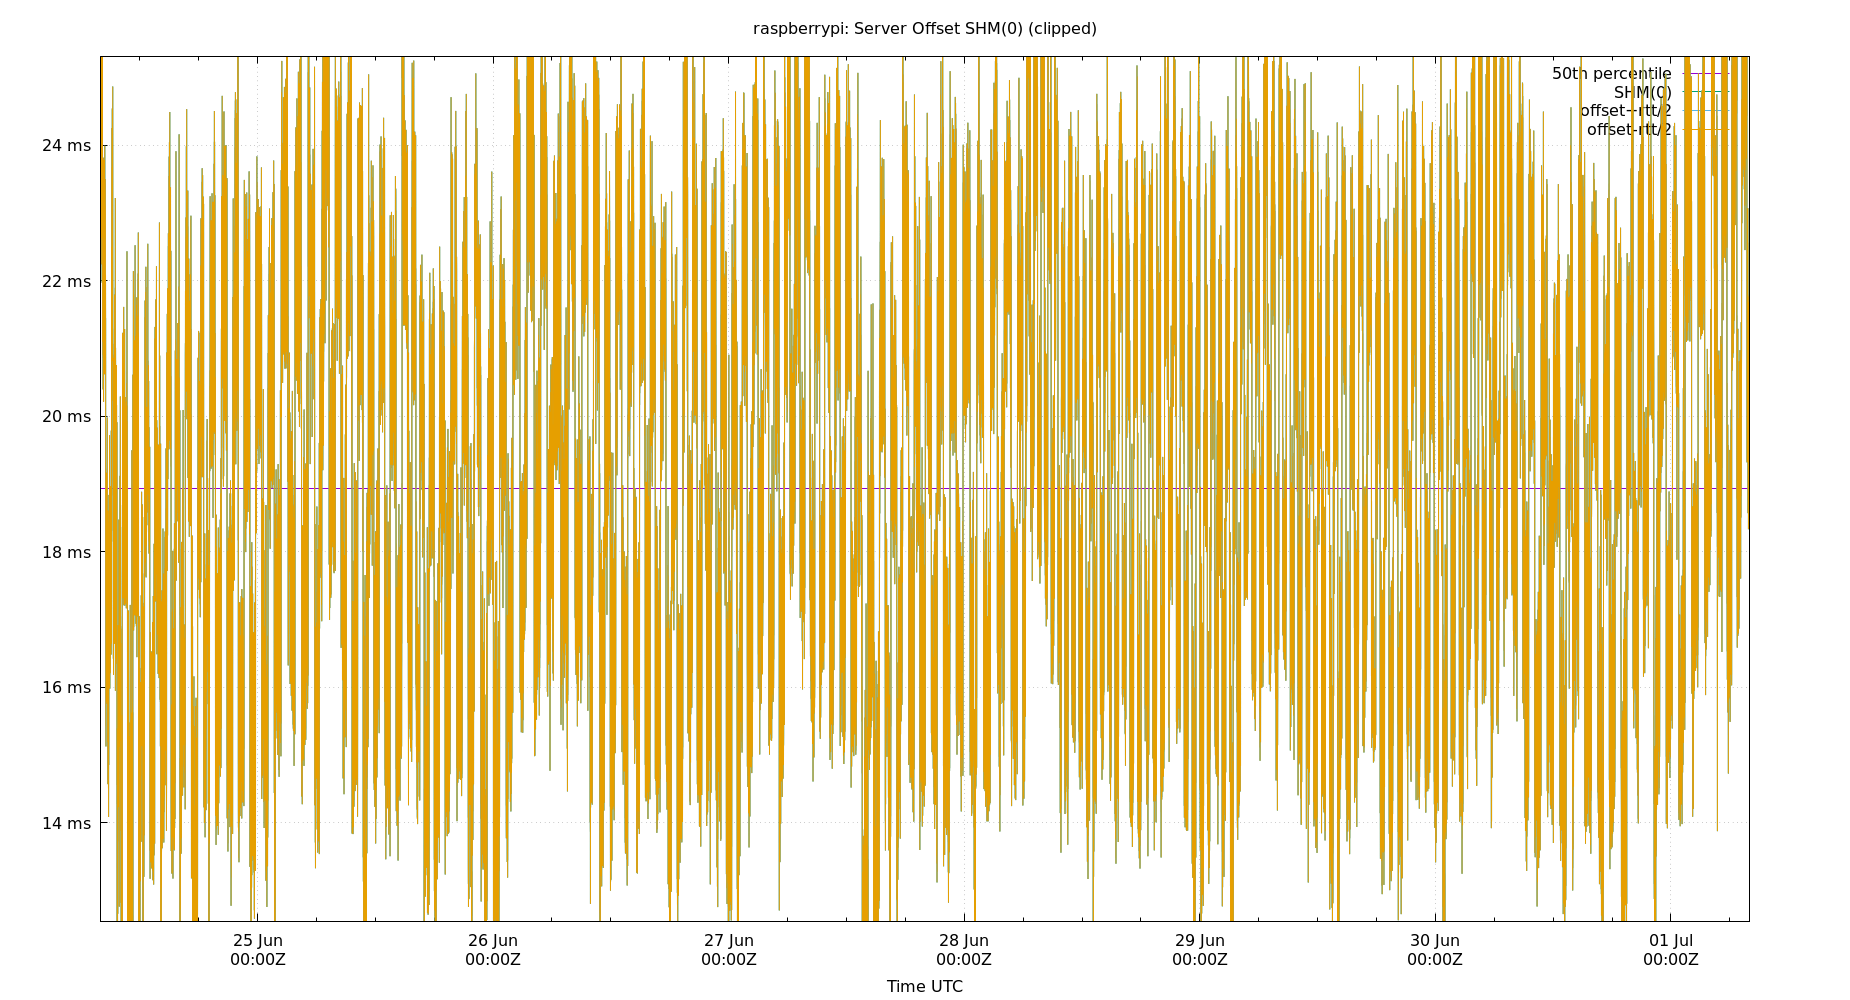 raspberrypi: Server Offset SHM(0) (clipped)
50th percentile
SHM(0)
offset+rtt/2
offset-rtt/2
24 ms
22 ms
20 ms
18 ms
16 ms
14 ms
25 Jun 26 Jun 27 Jun 28 Jun 29 Jun 30 Jun 01 Jul
00:00Z 00:00Z 00:00Z 00:00Z 00:00Z 00:00Z 00:00Z
Time UTC